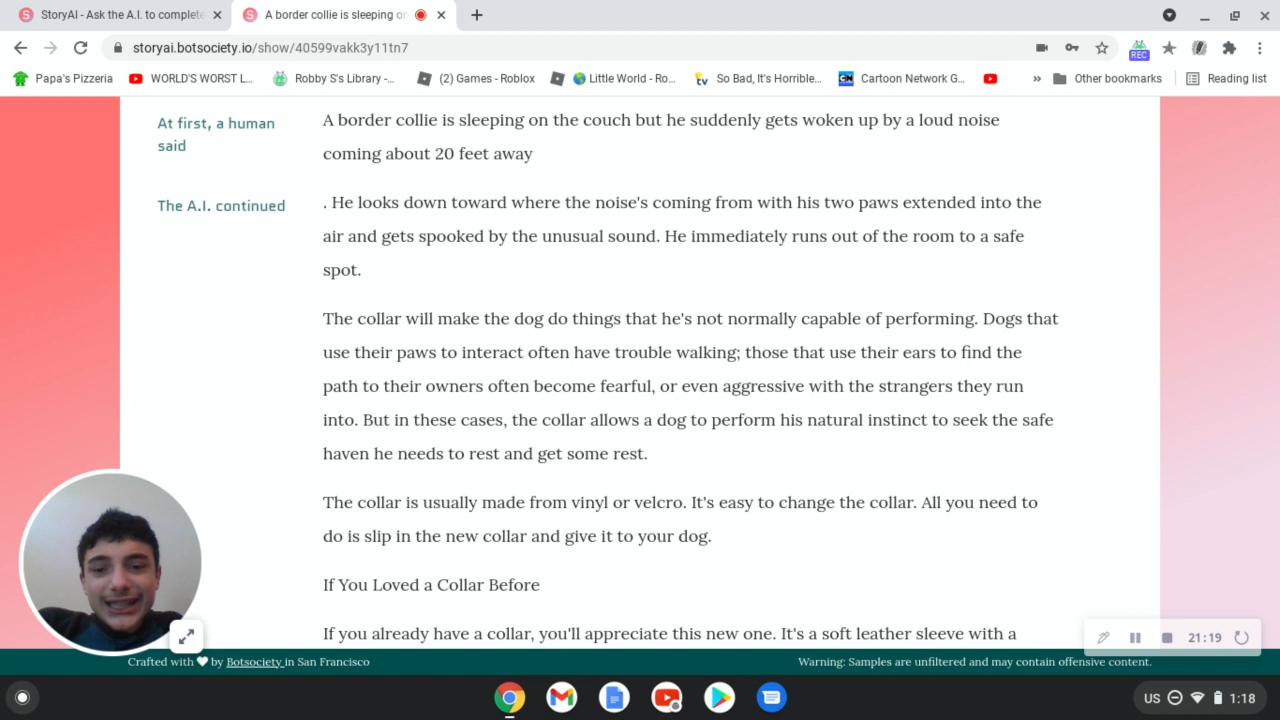 StoryAI - Ask the A.I. to complete
A border collie is sleeping on
storyai.botsociety.io/show/40599vakk3y11tn7
REC
Papa's Pizzeria
WORLD'S WORST L...
Robby S's Library -...
(2) Games - Roblox
Little World - Ro...
So Bad, It's Horrible...
Cartoon Network G...
Other bookmarks
Reading list
At first, a human
said
A border collie is sleeping on the couch but he suddenly gets woken up by a loud noise
coming about 20 feet away
The A.I. continued
. He looks down toward where the noise's coming from with his two paws extended into the
air and gets spooked by the unusual sound. He immediately runs out of the room to a safe
spot.
The collar will make the dog do things that he's not normally capable of performing. Dogs that
use their paws to interact often have trouble walking; those that use their ears to find the
path to their owners often become fearful, or even aggressive with the strangers they run
into. But in these cases, the collar allows a dog to perform his natural instinct to seek the safe
haven he needs to rest and get some rest.
The collar is usually made from vinyl or velcro. It's easy to change the collar. All you need to
do is slip in the new collar and give it to your dog.
If You Loved a Collar Before
If you already have a collar, you'll appreciate this new one. It's a soft leather sleeve with a
21:19
Crafted with ❤ by Botsociety in San Francisco
Warning: Samples are unfiltered and may contain offensive content.
US
1:18